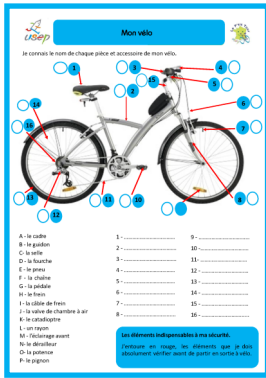 usep
Mon vélo
Je connais le nom de chaque pièce et accessoire de mon vélo.
1
3
4
15
5
2
6
14
7
16
13
12
11
10
8
9
A - le cadre
B - le guidon
C- le selle
D - la fourche
E - le pneu
F - la chaîne
G - la pédale
H - le frein
I - la câble de frein
J - la valve de chambre à air
K- le catadioptre
L - un rayon
M - l'éclairage avant
N- le dérailleur
O- la potence
P- le pignon
1 - ................................
2 - ................................
3 - ................................
4 - ................................
5 - ................................
6 - ................................
7 - ................................
8 - ................................
9 - ................................
10 - ................................
11- ................................
12 - ................................
13 - ................................
14 - ................................
15 - ................................
16 - ................................
Les éléments indispensables à ma sécurité.
J'entoure en rouge, les éléments que je dois
absolument vérifier avant de partir en sortie à vélo.